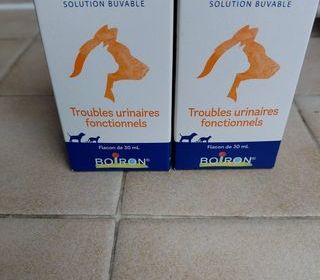 SOLUTION BUVABLE
Troubles urinaires
fonctionnels
Flacon de 30 mL
BOIRON®
SOLUTION BUVABLE
Troubles urinaires
fonctionnels
Flacon de 30 mL
BOIRON®